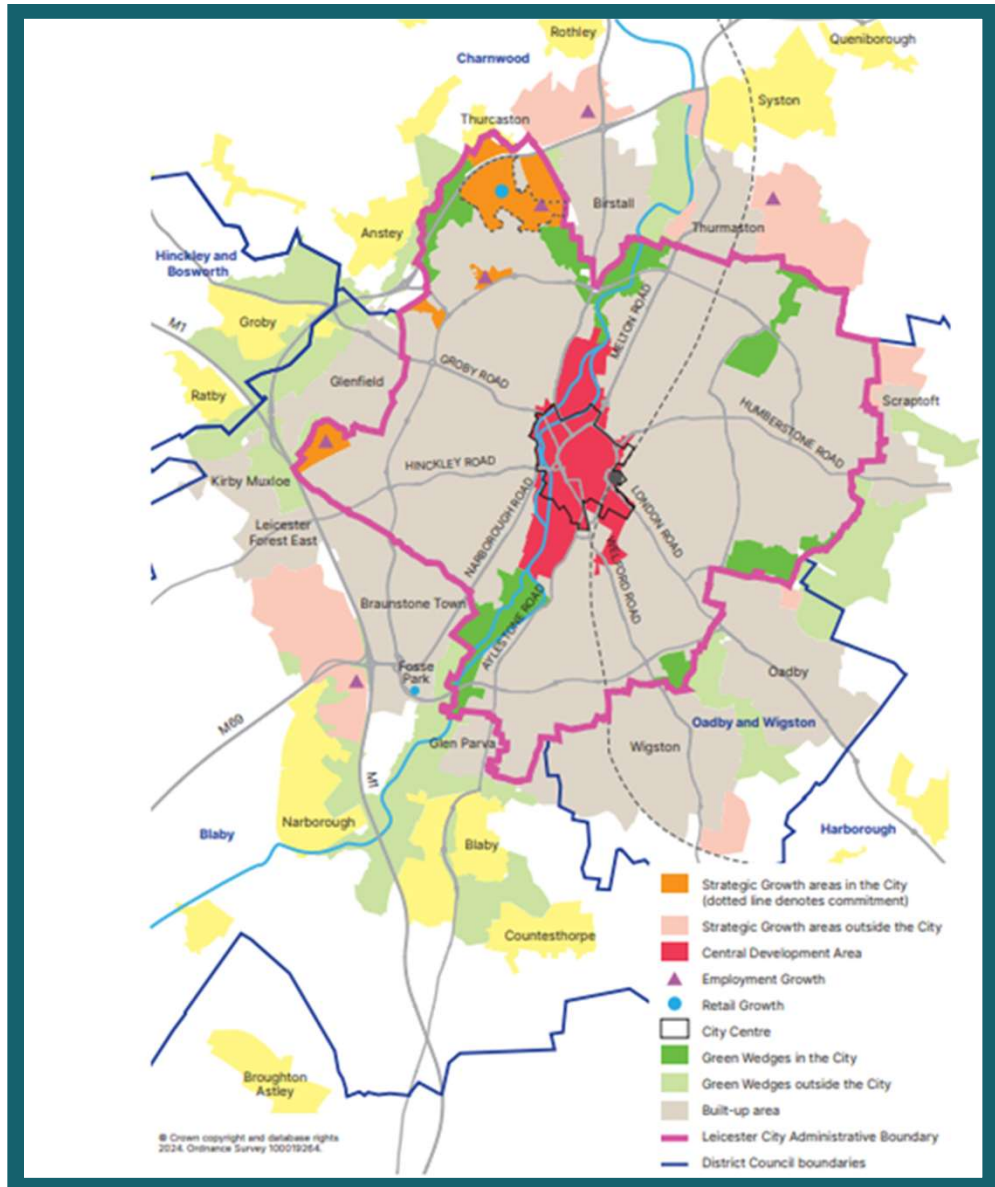 Rothley
Queniborough
Charnwood
Syston
Thurcaston
Birstall
Thurmaston
Anstey
Hinckley and
Bosworth
M1
Groby
MELTON ROAD
GROBY ROAD
Glenfield
Ratby
Scraptoft
HUMBERSTONE ROAD
HINCKLEY ROAD
Kirby Muxloe
NARBOROUGH ROAD
LONDON ROAD
Leicester
Forest East
WELFORD ROAD
Braunstone Town
AYLESTONE ROAD
Fosse
Park
Oadby
M69
Oadby and Wigston
Glen Parva
Wigston
M1
Narborough
Blaby
Blaby
Harborough
Countesthorpe
Broughton
Astley
Strategic Growth areas in the City
(dotted line denotes commitment)
Strategic Growth areas outside the City
Central Development Area
Employment Growth
Retail Growth
City Centre
Green Wedges in the City
Green Wedges outside the City
Built-up area
Leicester City Administrative Boundary
District Council boundaries
© Crown copyright and database rights
2024. Ordnance Survey 100019264.